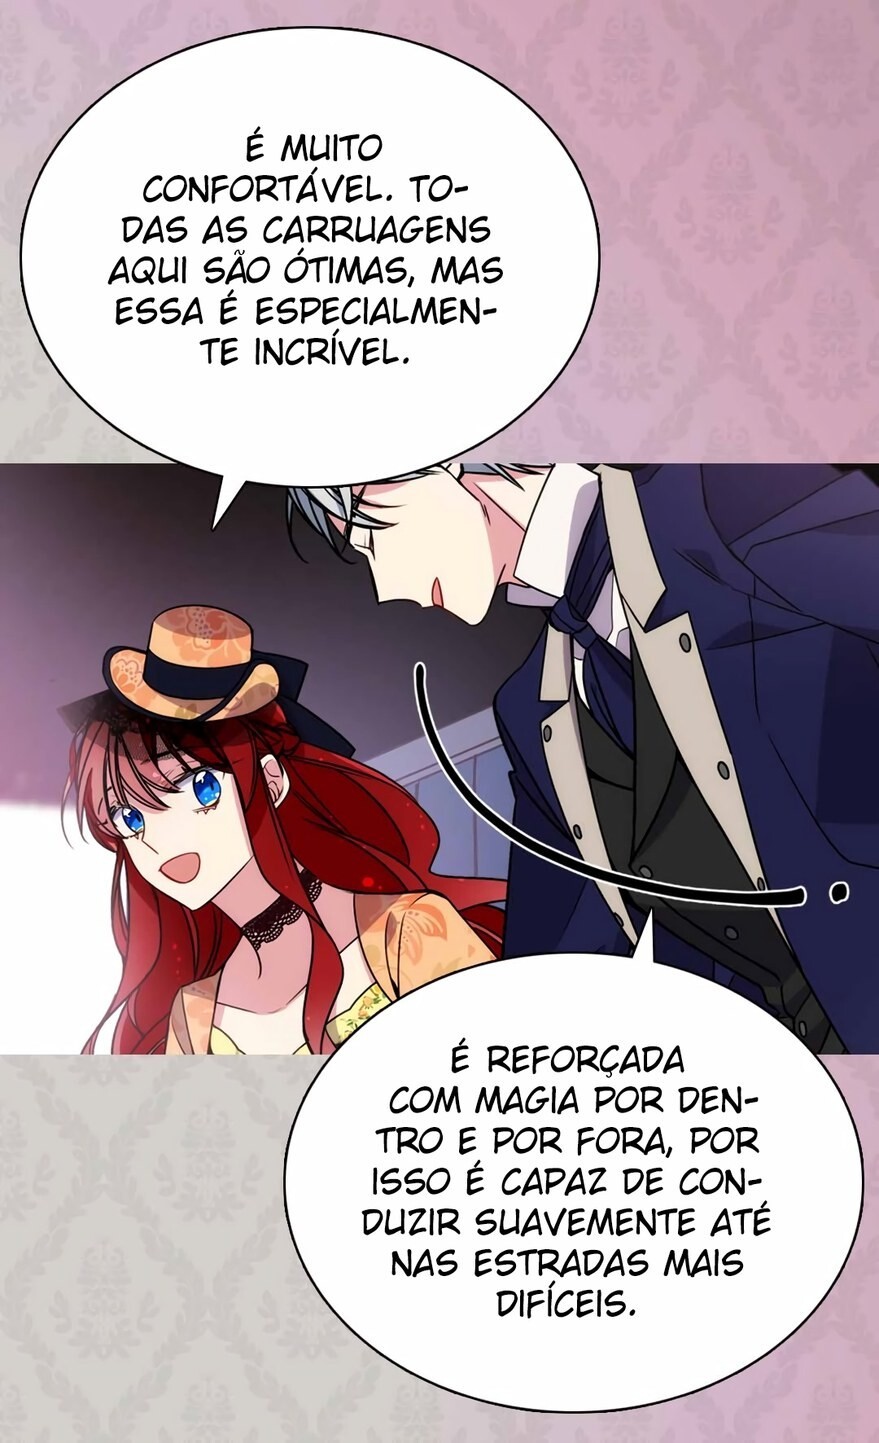 É MUITO
CONFORTÁVEL. TO-
DAS AS CARRUAGENS
AQUI SÃO ÓTIMAS, MAS
ESSA É ESPECIALMEN-
TE INCRÍVEL.
É REFORÇADA
COM MAGIA POR DEN-
TRO E POR FORA, POR
ISSO É CAPAZ DE CON-
DUZIR SUAVEMENTE ATÉ
NAS ESTRADAS MAIS
DIFÍCEIS.